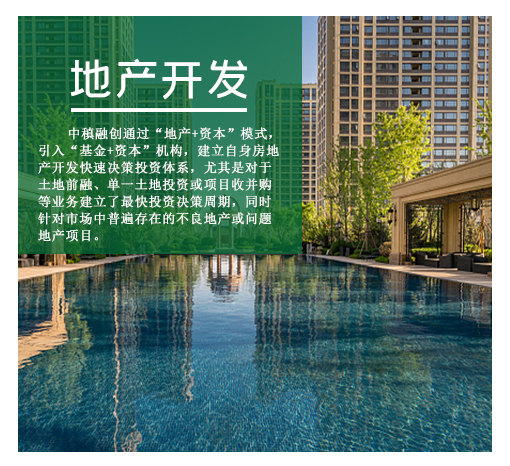 地产开发
中稹融创通过“地产+资本”模式，
引入“基金+资本”机构，建立自身房地
产开发快速决策投资体系，尤其是对于
土地前融、单一土地投资或项目收并购
等业务建立了最快投资决策周期，同时
针对市场中普遍存在的不良地产或问题
地产项目。